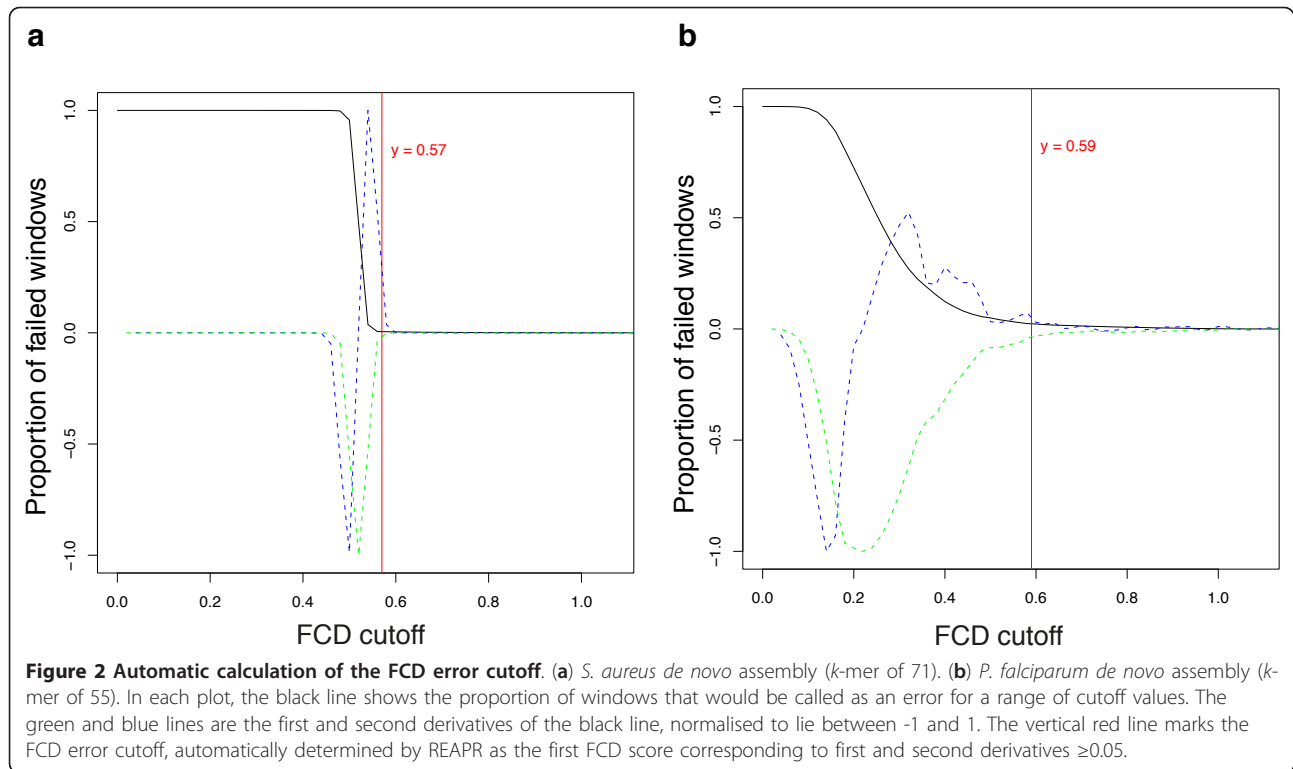 a
b
Proportion of failed windows
1.0
0.5
0.0
−0.5
−1.0
y = 0.57
0.0 0.2 0.4 0.6 0.8 1.0
FCD cutoff
Proportion of failed windows
1.0
0.5
0.0
−0.5
−1.0
y = 0.59
0.0 0.2 0.4 0.6 0.8 1.0
FCD cutoff
Figure 2 Automatic calculation of the FCD error cutoff. (a) S. aureus de novo assembly (k-mer of 71). (b) P. falciparum de novo assembly (k-
mer of 55). In each plot, the black line shows the proportion of windows that would be called as an error for a range of cutoff values. The
green and blue lines are the first and second derivatives of the black line, normalised to lie between -1 and 1. The vertical red line marks the
FCD error cutoff, automatically determined by REAPR as the first FCD score corresponding to first and second derivatives ≥0.05.